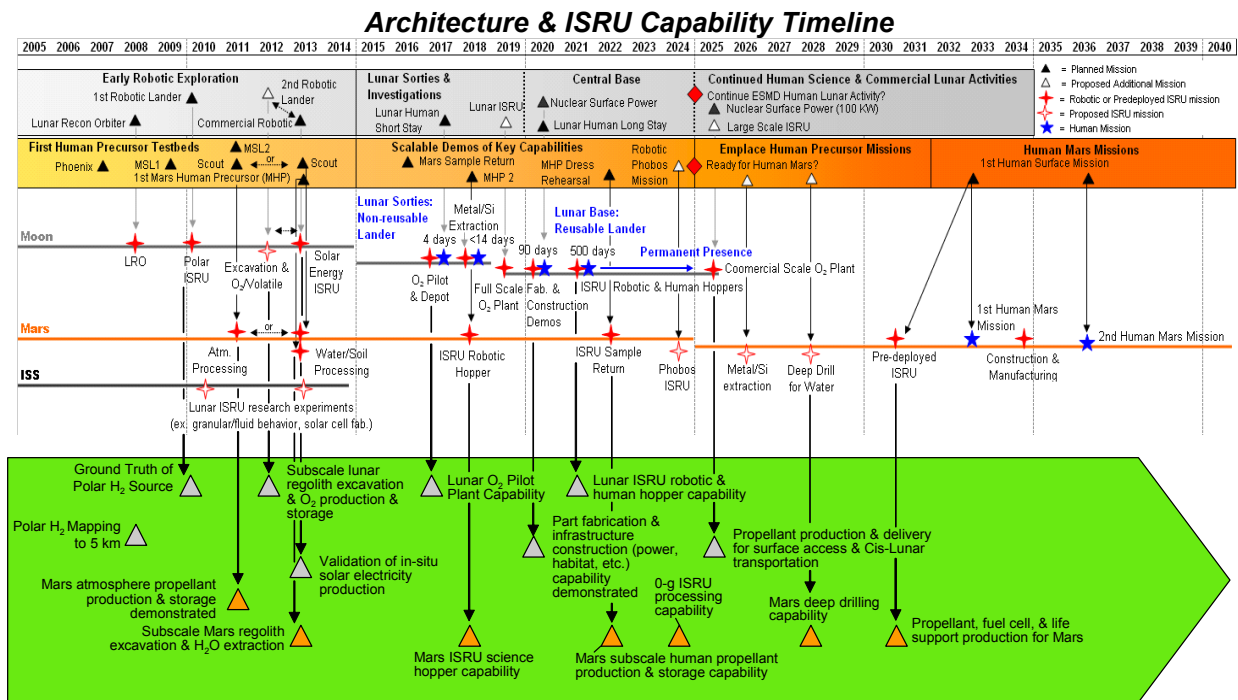 Architecture & ISRU Capability Timeline
2005 2006 2007 2008 2009 2010 2011 2012 2013 2014 2015 2016 2017 2018 2019 2020 2021 2022 2023 2024 2025 2026 2027 2028 2029 2030 2031 2032 2033 2034 2035 2036 2037 2038 2039 2040
Early Robotic Exploration
1st Robotic
Lander
2nd Robotic
Lander
Lunar Recon Orbiter
Commercial Robotic
Lunar Sorties &
Investigations
Lunar Human
Short Stay
Lunar ISRU
Central Base
Nuclear Surface Power
Lunar Human Long Stay
Continued Human Science & Commercial Lunar Activities
Continue ESMD Human Lunar Activity?
Nuclear Surface Power (100 KW)
Large Scale ISRU
= Planned Mission
= Proposed Additional Mission
= Robotic or Predeployed ISRU mission
= Proposed ISRU mission
= Human Mission
First Human Precursor Testbeds
MSL2
Phoenix
MSL1
Scout
or
Scout
1st Mars Human Precursor (MHP)
Scalable Demos of Key Capabilities
Mars Sample Return
MHP 2
MHP Dress
Rehearsal
Robotic
Phobos
Mission
Emplace Human Precursor Missions
Ready for Human Mars?
Human Mars Missions
1st Human Surface Mission
Lunar Sorties:
Non-reusable
Lander
Metal/Si
Extraction
4 days
<14 days
Lunar Base:
Reusable Lander
90 days
500 days
Permanent Presence
Moon
LRO
Polar
ISRU
Excavation &
O2/Volatile
Solar
Energy
ISRU
O2 Pilot
& Depot
Full Scale
O2 Plant
Fab. &
Construction
Demos
ISRU Robotic & Human Hoppers
Coomercial Scale O2 Plant
Mars
or
Atm.
Processing
Water/Soil
Processing
ISRU Robotic
Hopper
ISRU Sample
Return
Phobos
ISRU
Metal/Si
extraction
Deep Drill
for Water
Pre-deployed
ISRU
1st Human Mars
Mission
Construction &
Manufacturing
2nd Human Mars Mission
ISS
Lunar ISRU research experiments
(ex. granular/fluid behavior, solar cell fab.)
Ground Truth of
Polar H2 Source
Subscale lunar
regolith excavation
& O2 production &
storage
Lunar O2 Pilot
Plant Capability
Lunar ISRU robotic &
human hopper capability
Polar H2 Mapping
to 5 km
Part fabrication &
infrastructure
construction (power,
habitat, etc.)
capability
demonstrated
Propellant production & delivery
for surface access & Cis-Lunar
transportation
Validation of in-situ
solar electricity
production
Mars atmosphere propellant
production & storage
demonstrated
0-g ISRU
processing
capability
Mars deep drilling capability
Subscale Mars regolith
excavation & H2O extraction
Mars ISRU science
hopper capability
Mars subscale human propellant
production & storage capability
Propellant, fuel cell, & life
support production for Mars